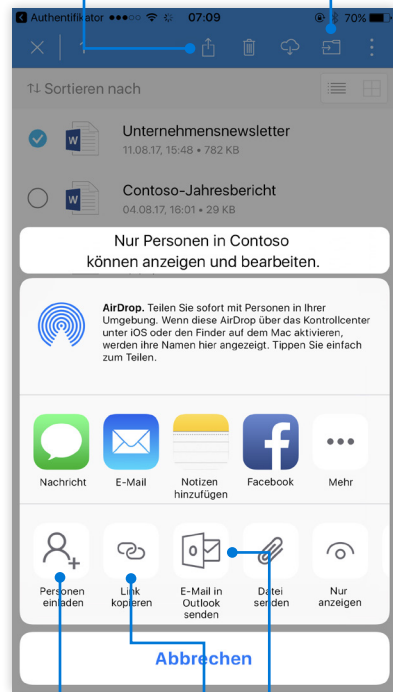 Authentifikator 07:09 70%
1
Sortieren nach
Unternehmensnewsletter
11.08.17, 15:48 • 782 KB
Contoso-Jahresbericht
04.08.17, 16:01 • 29 KB
Nur Personen in Contoso
können anzeigen und bearbeiten.
AirDrop. Teilen Sie sofort mit Personen in Ihrer
Umgebung. Wenn diese AirDrop über das Kontrollcenter
unter iOS oder den Finder auf dem Mac aktivieren,
werden ihre Namen hier angezeigt. Tippen Sie einfach
zum Teilen.
Nachricht
E-Mail
Notizen
hinzufügen
Facebook
Mehr
Personen
einladen
Link
kopieren
E-Mail in
Outlook
senden
Datei
senden
Nur
anzeigen
Abbrechen